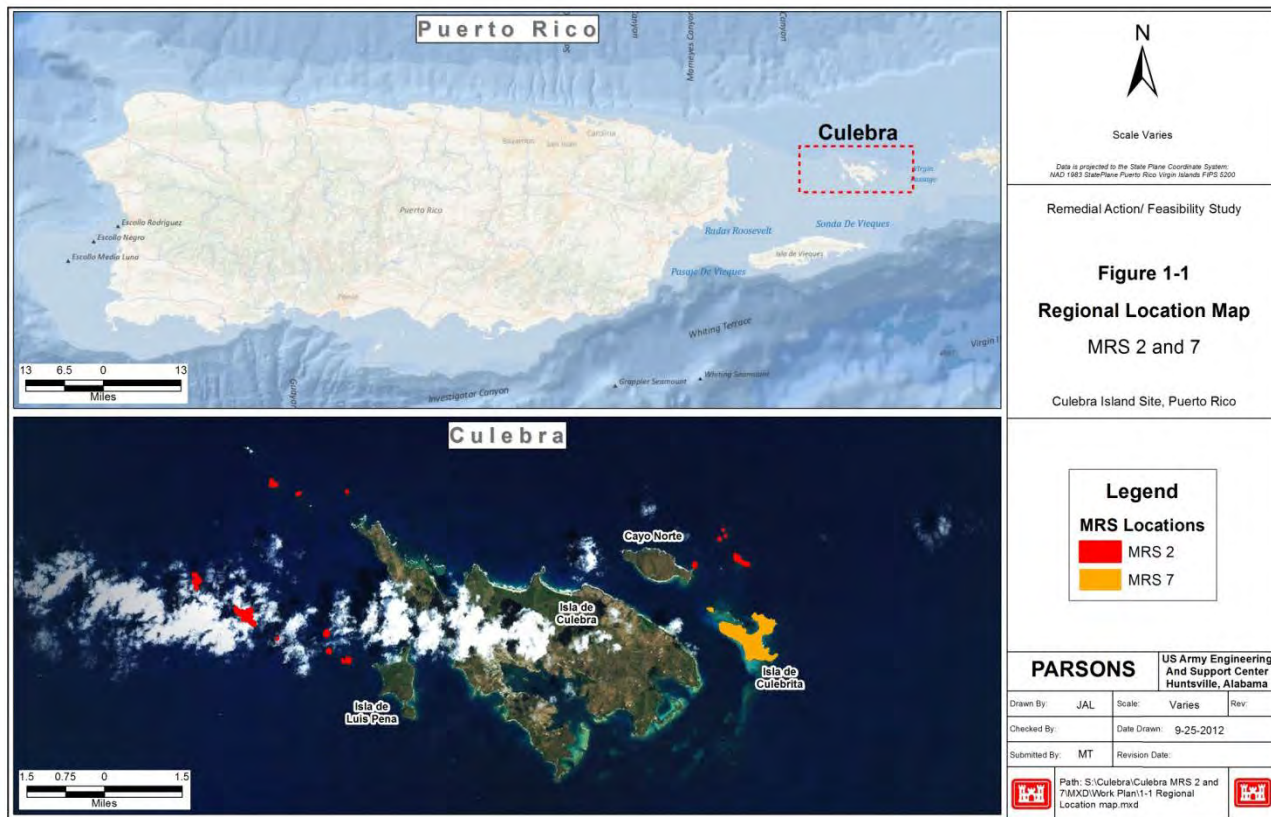 Puerto Rico
Canyon
Mameyes Canyon
Canyon
Culebra
Bayamon
San Juan
Carolina
Virgin
Passage
Puerto Rico
Escollo Rodriguez
Escollo Negro
Escollo Media Luna
Radas Roosevelt
Sonda De Vieques
Isla de Vieques
Pasaje De Vieques
Ponce
Whiting Terrace
Virgin I
Grappler Seamount
Whiting Seamount
Investigator Canyon
13 6.5 0 13
Miles
Culebra
Cayo Norte
Isla de
Culebra
Isla de
Culebrita
Isla de
Luis Pena
1.5 0.75 0 1.5
Miles
N
Scale Varies
Data is projected to the State Plane Coordinate System:
NAD 1983 StatePlane Puerto Rico Virgin Islands FIPS 5200
Remedial Action/ Feasibility Study
Figure 1-1
Regional Location Map
MRS 2 and 7
Culebra Island Site, Puerto Rico
Legend
MRS Locations
MRS 2
MRS 7
PARSONS
US Army Engineering
And Support Center
Huntsville, Alabama
Drawn By: JAL
Scale: Varies
Rev:
Checked By:
Date Drawn: 9-25-2012
Submitted By: MT
Revision Date:
Path: S:\Culebra\Culebra MRS 2 and
7\MXD\Work Plan\1-1 Regional
Location map.mxd